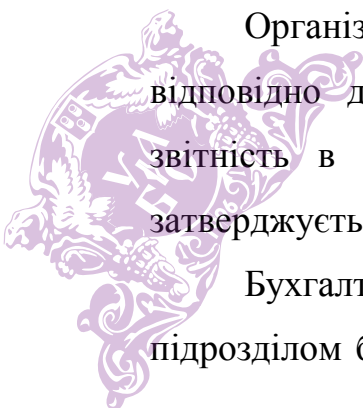 Організ
відповідно д
звітність в
затверджуєть
Бухгалт
підрозділом б